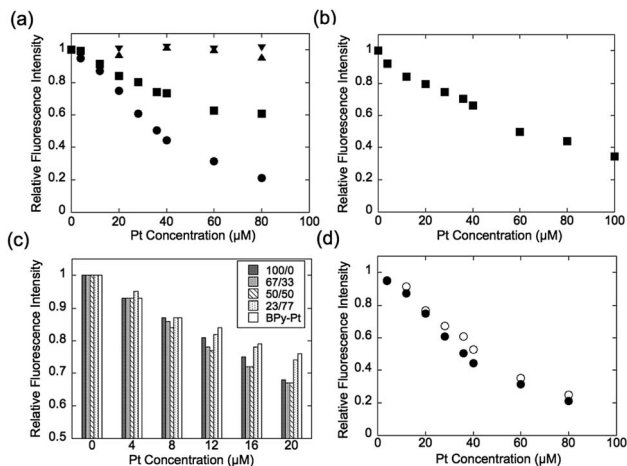 (a)
Relative Fluorescence Intensity
1
0.8
0.6
0.4
0.2
0
0 20 40 60 80 100
Pt Concentration (μM)
(b)
Relative Fluorescence Intensity
1
0.8
0.6
0.4
0.2
0
0 20 40 60 80 100
Pt Concentration (μM)
(c)
Relative Fluorescence Intensity
1
0.9
0.8
0.7
0.6
0.5
100/0
67/33
50/50
23/77
BPy-Pt
0 4 8 12 16 20
Pt Concentration (μM)
(d)
Relative Fluorescence Intensity
1
0.8
0.6
0.4
0.2
0
0 20 40 60 80 100
Pt Concentration (μM)